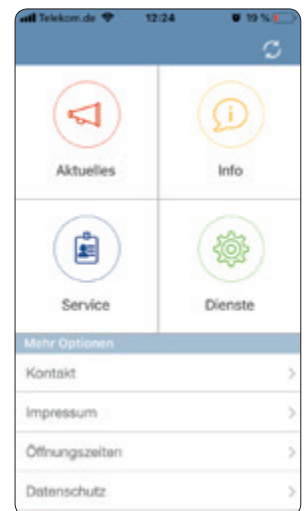 Telekom.de 12:24 19 %
Aktuelles Info
Service Dienste
Mehr Optionen
Kontakt
Impressum
Öffnungszeiten
Datenschutz